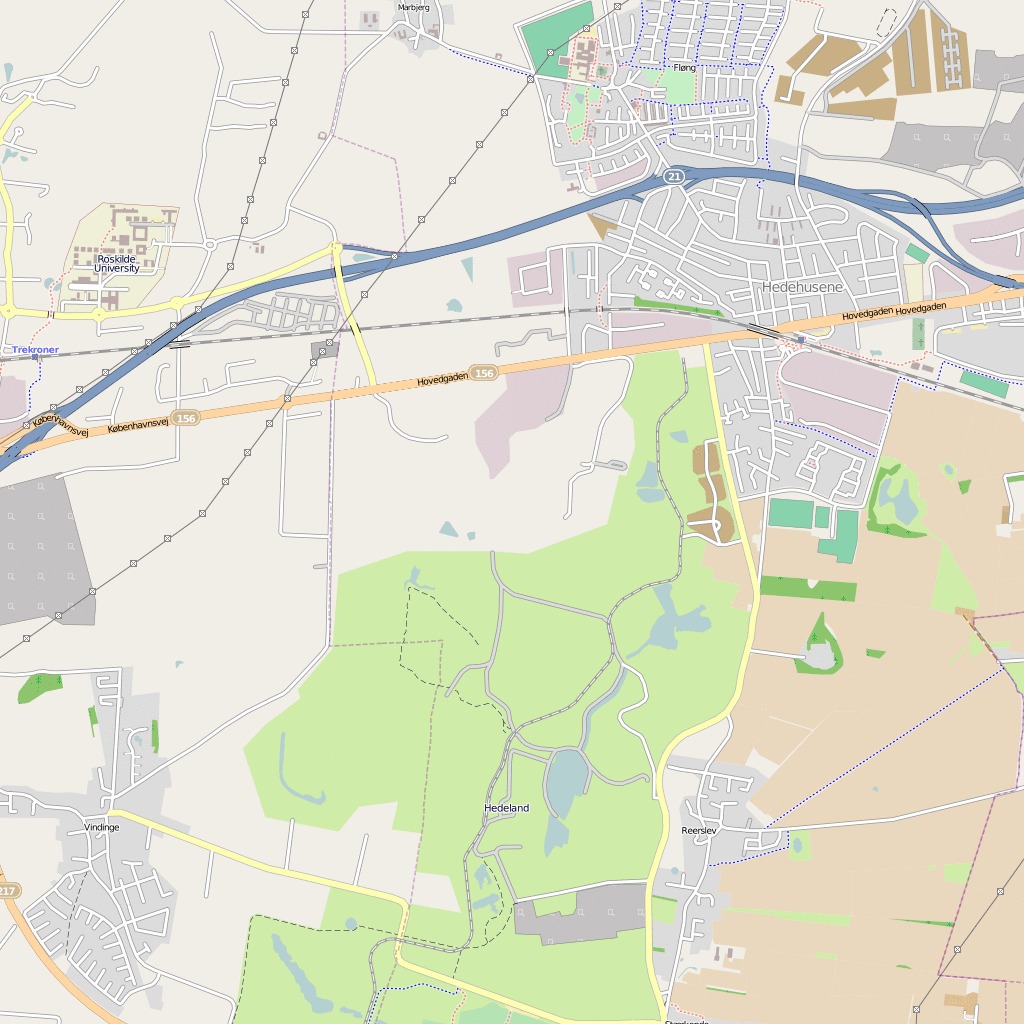 Marbjerg
Fløng
21
Roskilde
University
Hedehusene
Hovedgaden
Hovedgaden
Trekroner
156
Hovedgaden
156
Københavnsvej
Københavnsvej
Hedeland
Vindinge
Reerslev
217